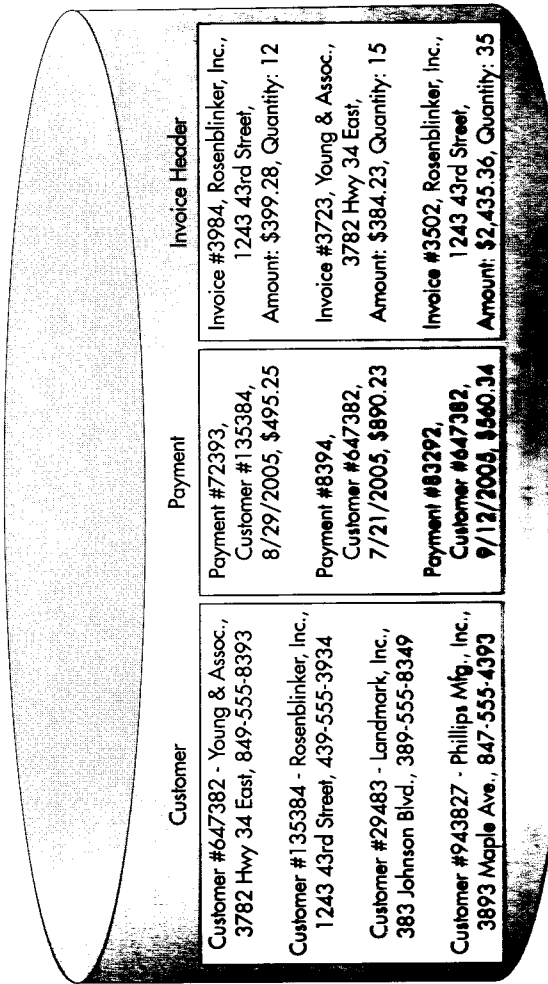 Customer
Customer #647382 - Young & Assoc.,
3782 Hwy 34 East, 849-555-8393
Customer #135384 - Rosenblinker, Inc.,
1243 43rd Street, 439-555-3934
Customer #29483 - Landmark, Inc.,
383 Johnson Blvd., 389-555-8349
Customer #943827 - Phillips Mfg., Inc.,
3893 Maple Ave., 847-555-4393
Payment
Payment #72393,
Customer #135384,
8/29/2005, $495.25
Payment #8394,
Customer #647382,
7/21/2005, $890.23
Payment #83292,
Customer #647382,
9/12/2005, $560.34
Invoice Header
Invoice #3984, Rosenblinker, Inc.,
1243 43rd Street,
Amount: $399.28, Quantity: 12
Invoice #3723, Young & Assoc.,
3782 Hwy 34 East,
Amount: $384.23, Quantity: 15
Invoice #3502, Rosenblinker, Inc.,
1243 43rd Street,
Amount: $2,435.36, Quantity: 35